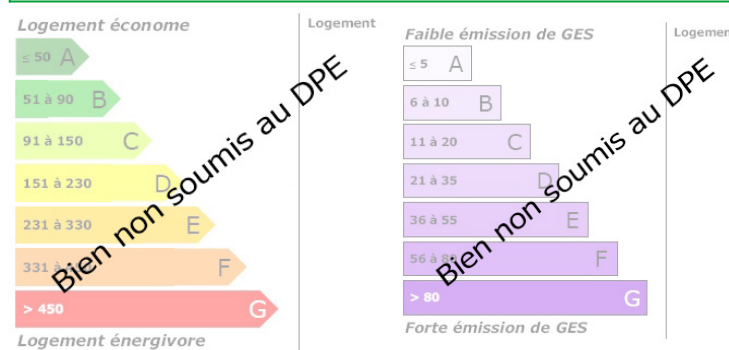 Logement économe
Logement
≤ 50 A
51 à 90 B
91 à 150 C
151 à 230 D
231 à 330 E
331 à F
> 450 G
Logement énergivore
Bien non soumis au DPE
Faible émission de GES
Logement
≤ 5 A
6 à 10 B
11 à 20 C
21 à 35 D
36 à 55 E
56 à 80 F
> 80 G
Forte émission de GES
Bien non soumis au DPE